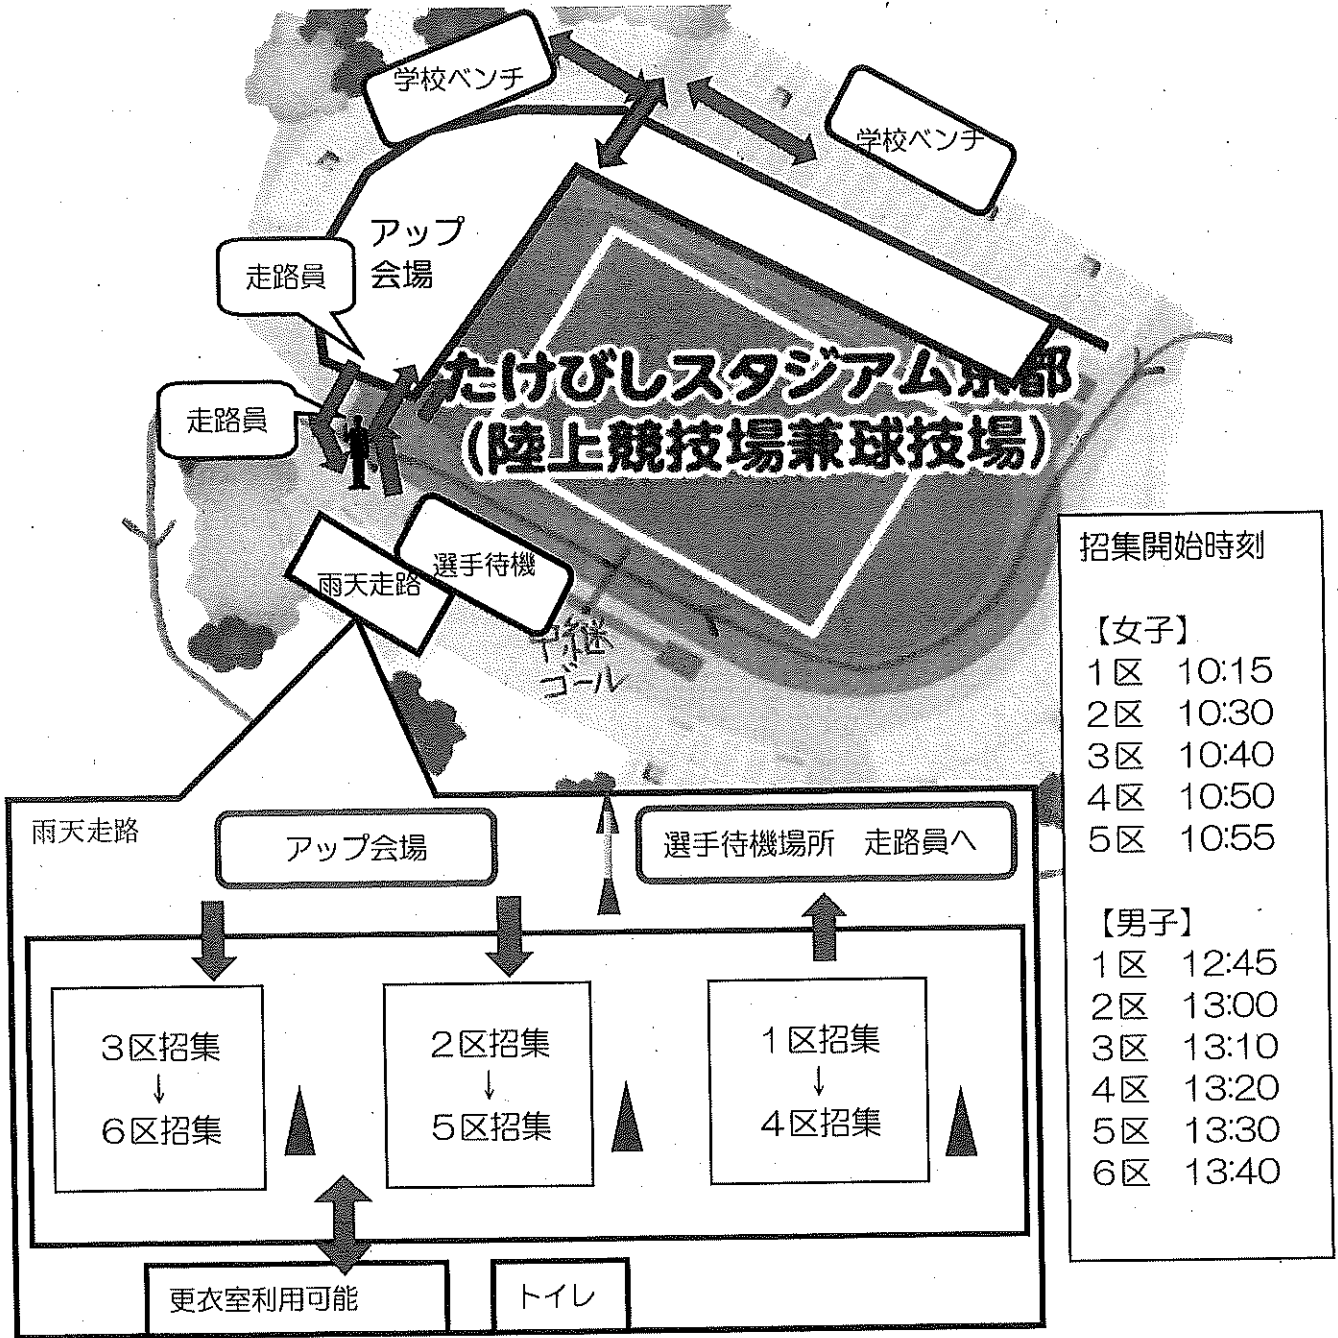 学校ベンチ
学校ベンチ
アップ
会場
走路員
走路員
たけびしスタジアム京都
(陸上競技場兼球技場)
選手待機
雨天走路
中継
ゴール
招集開始時刻
【女子】
1区 10:15
2区 10:30
3区 10:40
4区 10:50
5区 10:55
【男子】
1区 12:45
2区 13:00
3区 13:10
4区 13:20
5区 13:30
6区 13:40
雨天走路
アップ会場
選手待機場所 走路員へ
3区招集
↓
6区招集
2区招集
↓
5区招集
1区招集
↓
4区招集
更衣室利用可能
トイレ